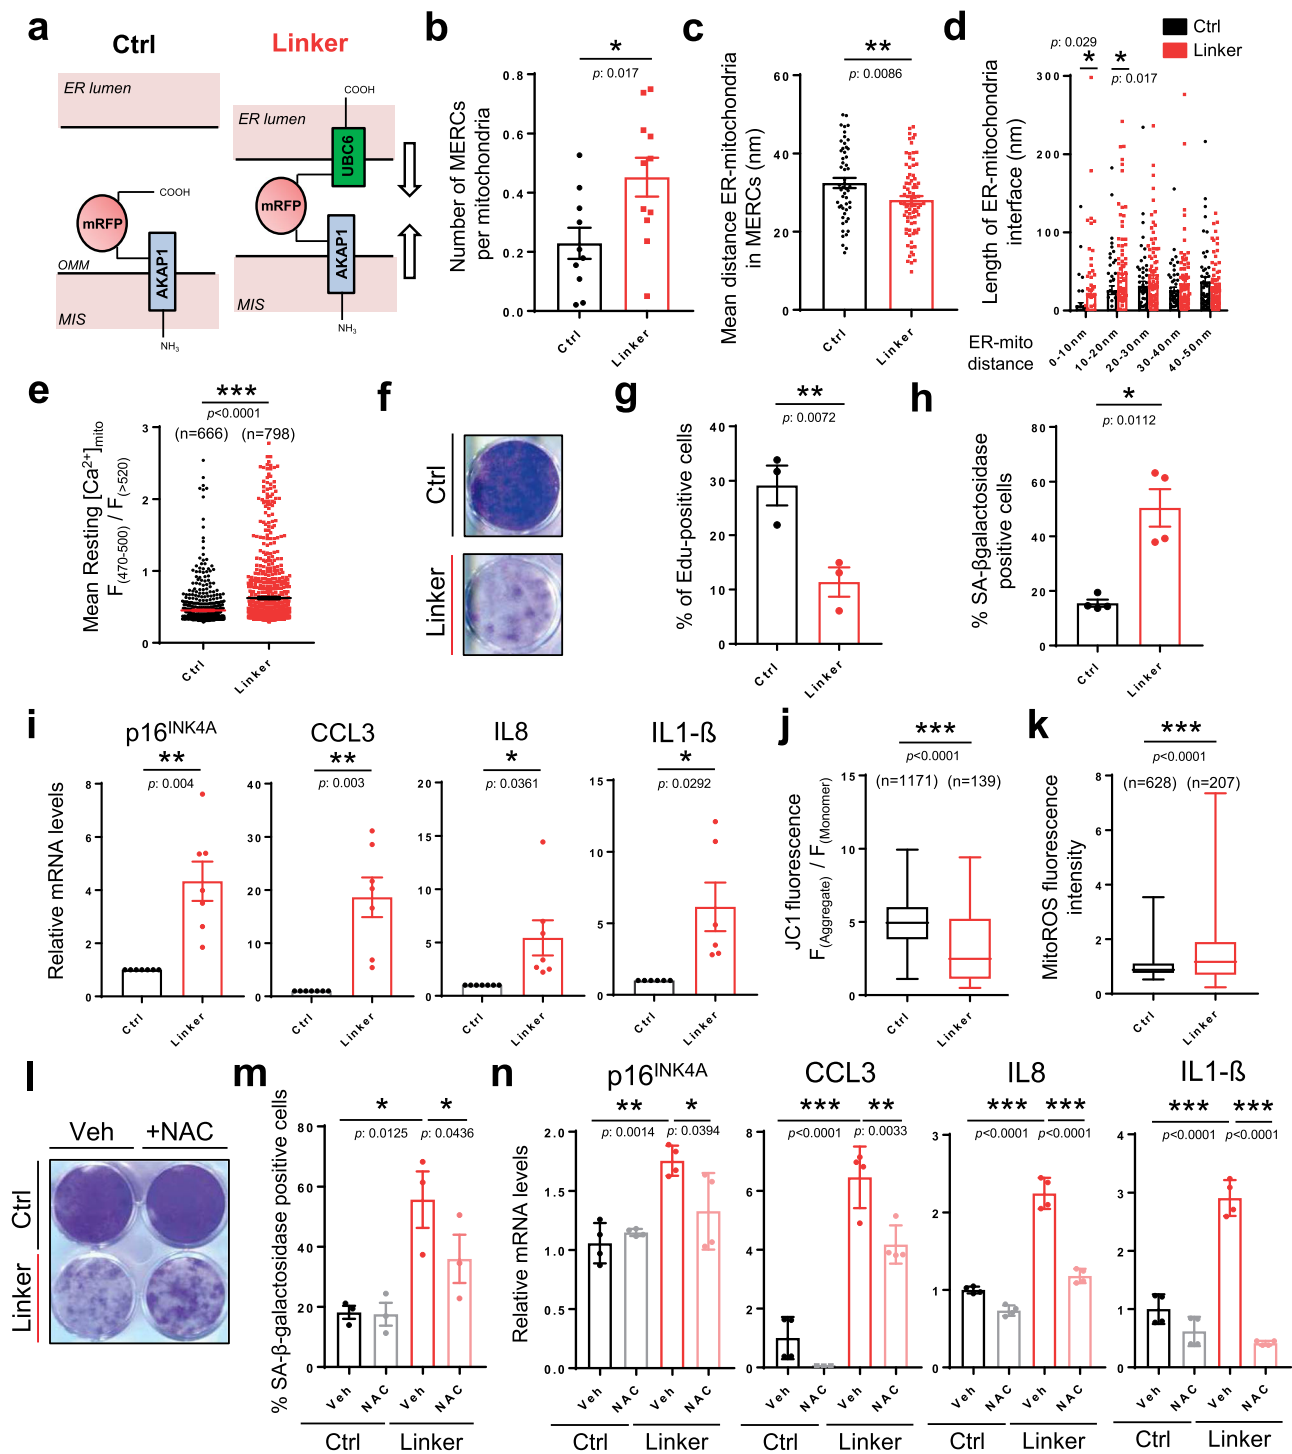 a
Ctrl
Linker
ER lumen
COOH
mRFP
OMM
AKAP1
MIS
NH3
COOH
ER lumen
UBC6
mRFP
AKAP1
MIS
NH3
b
*
p: 0.017
Number of MERCs
per mitochondria
0.8
0.6
0.4
0.2
0.0
Ctrl
Linker
c
**
p: 0.0086
Mean distance ER-mitochondria
in MERCs (nm)
60
40
20
0
Ctrl
Linker
d
Ctrl
Linker
p: 0.029
* *
p: 0.017
Length of ER-mitochondria
interface (nm)
300
200
100
0
ER-mito
distance
0-10nm
10-20nm
20-30nm
30-40nm
40-50nm
e
***
p<0.0001
(n=666) (n=798)
Mean Resting [Ca2+]mito
F(470-500) / F(>520)
3
2
1
0
Ctrl
Linker
f
Ctrl
Linker
g
**
p: 0.0072
% of Edu-positive cells
40
30
20
10
0
Ctrl
Linker
h
*
p: 0.0112
% SA-βgalactosidase
positive cells
80
60
40
20
0
Ctrl
Linker
i
p16INK4A
**
p: 0.004
Relative mRNA levels
8
6
4
2
0
Ctrl
Linker
CCL3
**
p: 0.003
40
30
20
10
0
Ctrl
Linker
IL8
*
p: 0.0361
20
15
10
5
0
Ctrl
Linker
IL1-ß
*
p: 0.0292
15
10
5
0
Ctrl
Linker
j
***
p<0.0001
(n=1171) (n=139)
JC1 fluorescence
F(Aggregate) / F(Monomer)
15
10
5
0
Ctrl
Linker
k
***
p<0.0001
(n=628) (n=207)
MitoROS fluorescence
intensity
8
6
4
2
0
Ctrl
Linker
l
Veh +NAC
Ctrl
Linker
m
* *
p: 0.0125 p: 0.0436
% SA-β-galactosidase positive cells
80
60
40
20
0
Veh
NAC
Veh
NAC
Ctrl Linker
n
p16INK4A
** *
p: 0.0014 p: 0.0394
Relative mRNA levels
2.0
1.5
1.0
0.5
0.0
Veh
NAC
Veh
NAC
Ctrl Linker
CCL3
*** **
p<0.0001 p: 0.0033
8
6
4
2
0
Veh
NAC
Veh
NAC
Ctrl Linker
IL8
*** ***
p<0.0001 p<0.0001
3
2
1
0
Veh
NAC
Veh
NAC
Ctrl Linker
IL1-ß
*** ***
p<0.0001 p<0.0001
4
3
2
1
0
Veh
NAC
Veh
NAC
Ctrl Linker